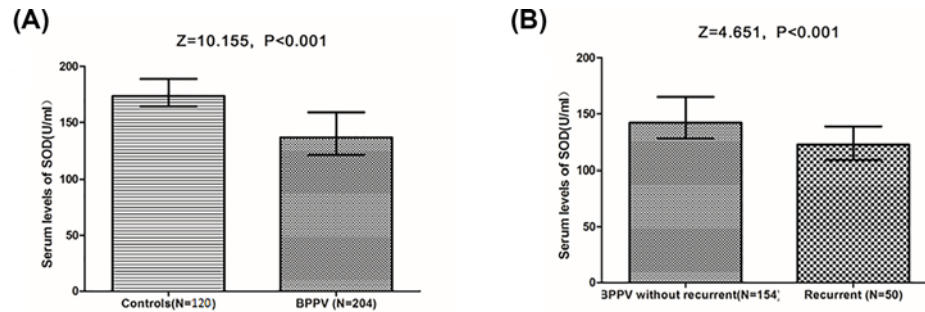 (A)
Z=10.155, P<0.001
Serum levels of SOD(U/ml)
200
150
100
50
0
Controls(N=120)
BPPV (N=204)
(B)
Z=4.651, P<0.001
Serum levels of SOD(U/ml)
200
150
100
50
0
BPPV without recurrent(N=154)
Recurrent (N=50)